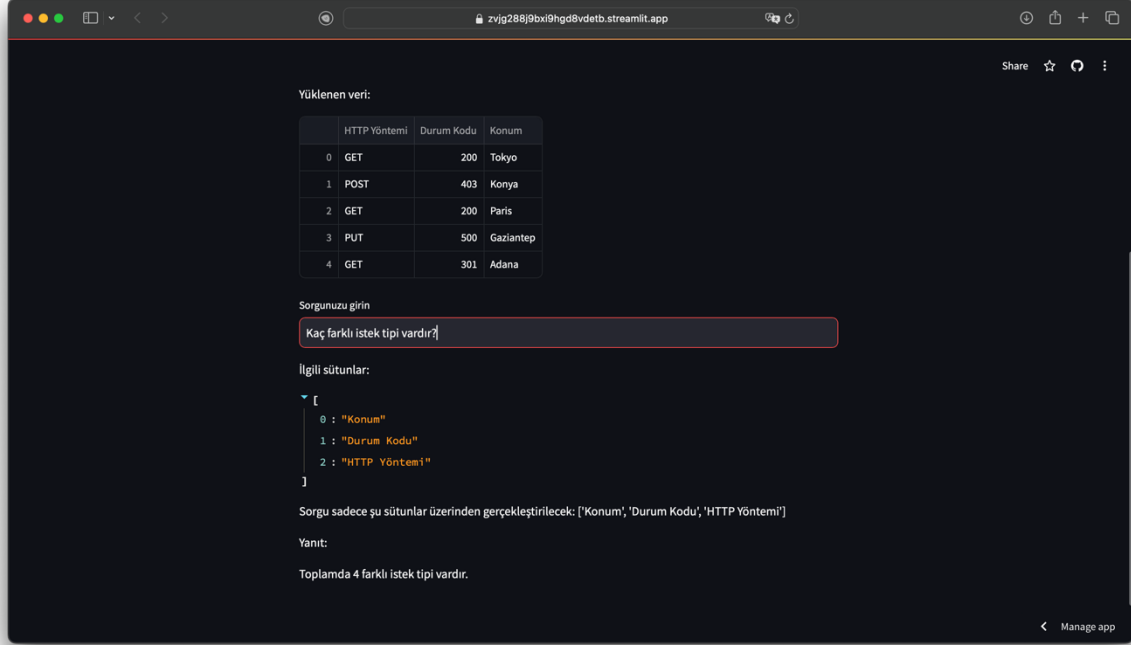 zvjg288j9bxi9hgd8vdetb.streamlit.app
Share
Yüklenen veri:
HTTP Yöntemi Durum Kodu Konum
0 GET 200 Tokyo
1 POST 403 Konya
2 GET 200 Paris
3 PUT 500 Gaziantep
4 GET 301 Adana
Sorgunuzu girin
Kaç farklı istek tipi vardır?
İlgili sütunlar:
[
0 : "Konum"
1 : "Durum Kodu"
2 : "HTTP Yöntemi"
]
Sorgu sadece şu sütunlar üzerinden gerçekleştirilecek: ['Konum', 'Durum Kodu', 'HTTP Yöntemi']
Yanıt:
Toplamda 4 farklı istek tipi vardır.
Manage app